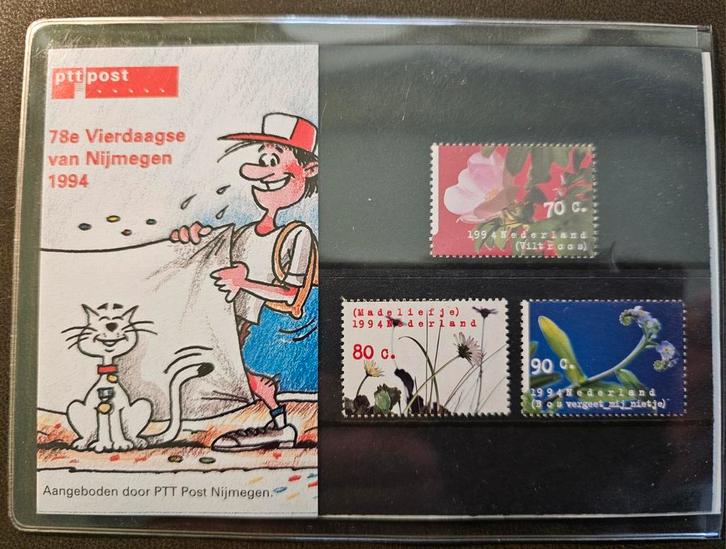 ptt post
78e Vierdaagse
van Nijmegen
1994
Aangeboden door PTT Post Nijmegen.
70 c.
1994 Nederland
(Viltroos)
(Madeliefje)
1994 Nederland
80 c.
90 c.
1994 Nederland
(Bosvergeet mij nietje)